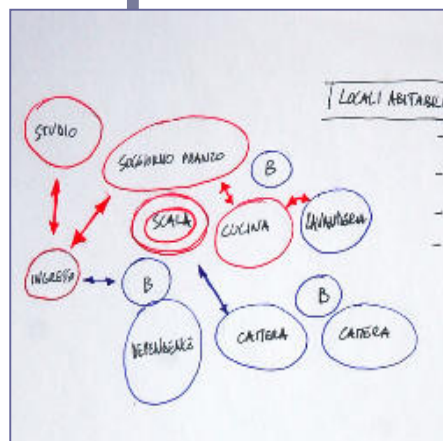 LOCALI ABITABILI
STUDIO
SOGGIORNO PRANZO
B
SCALA
CUCINA
LAVANDERIA
INGRESSO
B
B
DEPENDENCE
CAMERA
CAMERA